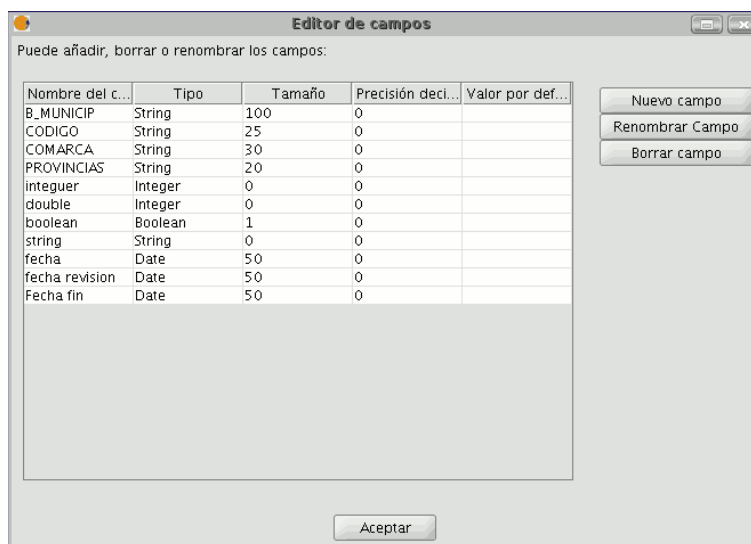 Editor de campos
Puede añadir, borrar o renombrar los campos:
Nombre del c... Tipo Tamaño Precisión deci... Valor por def...
B_MUNICIP String 100 0
CODIGO String 25 0
COMARCA String 30 0
PROVINCIAS String 20 0
integuer Integer 0 0
double Integer 0 0
boolean Boolean 1 0
string String 0 0
fecha Date 50 0
fecha revision Date 50 0
Fecha fin Date 50 0
Nuevo campo
Renombrar Campo
Borrar campo
Aceptar